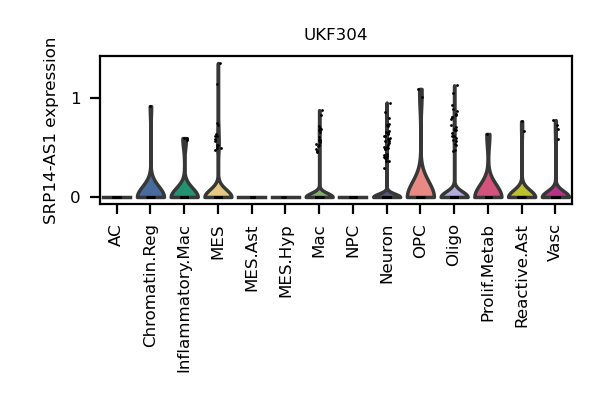 UKF304
SRP14-AS1 expression
1
0
AC
Chromatin.Reg
Inflammatory.Mac
MES
MES.Ast
MES.Hyp
Mac
NPC
Neuron
OPC
Oligo
Prolif.Metab
Reactive.Ast
Vasc